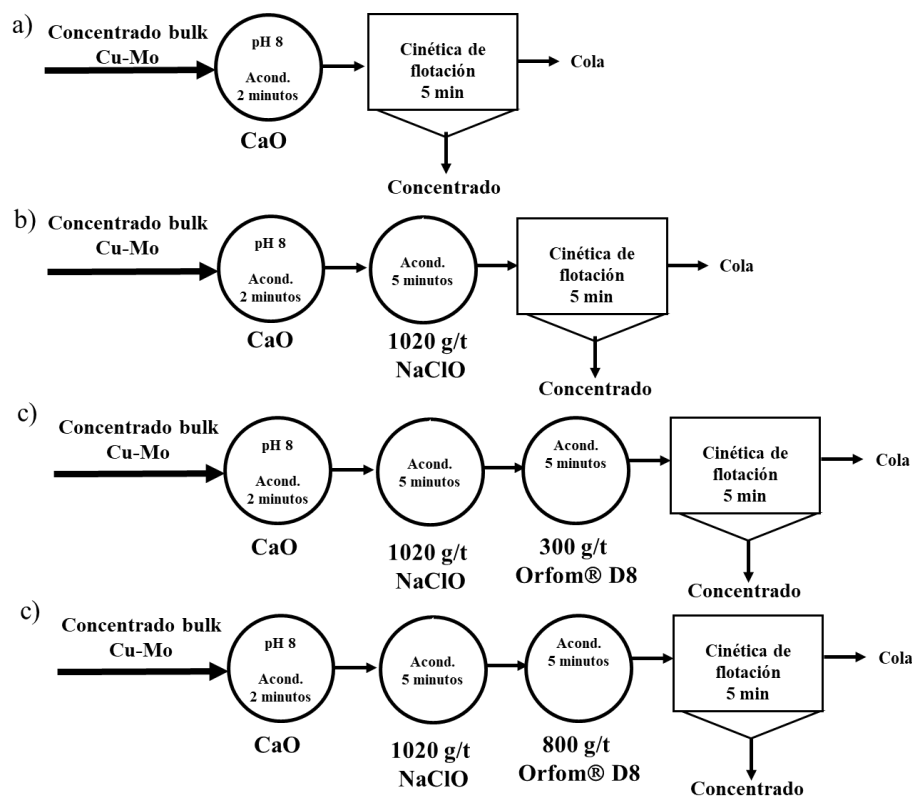 a)
Concentrado bulk
Cu-Mo
pH 8
Acond.
2 minutos
CaO
Cinética de
flotación
5 min
Cola
Concentrado
b)
Concentrado bulk
Cu-Mo
pH 8
Acond.
2 minutos
CaO
Acond.
5 minutos
1020 g/t
NaClO
Cinética de
flotación
5 min
Cola
Concentrado
c)
Concentrado bulk
Cu-Mo
pH 8
Acond.
2 minutos
CaO
Acond.
5 minutos
1020 g/t
NaClO
Acond.
5 minutos
300 g/t
Orfom® D8
Cinética de
flotación
5 min
Cola
Concentrado
c)
Concentrado bulk
Cu-Mo
pH 8
Acond.
2 minutos
CaO
Acond.
5 minutos
1020 g/t
NaClO
Acond.
5 minutos
800 g/t
Orfom® D8
Cinética de
flotación
5 min
Cola
Concentrado